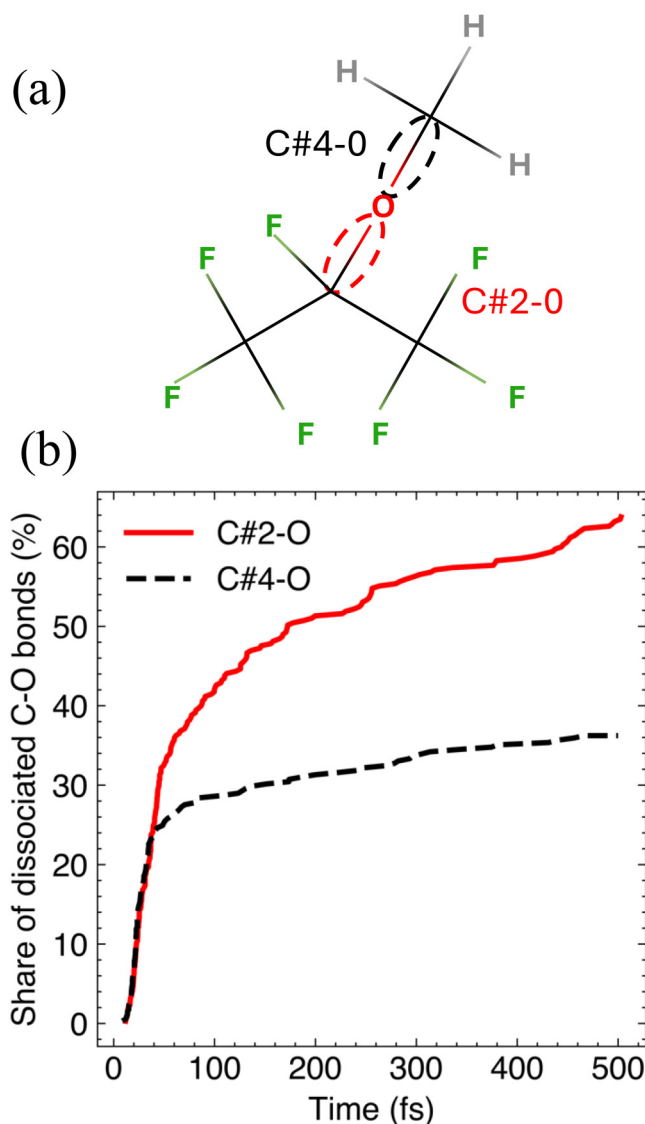 (a)
H
H
C#4-0
H
O
F
F
F
C#2-0
F
F
F
F
(b)
Share of dissociated C-O bonds (%)
C#2-O
C#4-O
60
50
40
30
20
10
0
0 100 200 300 400 500
Time (fs)